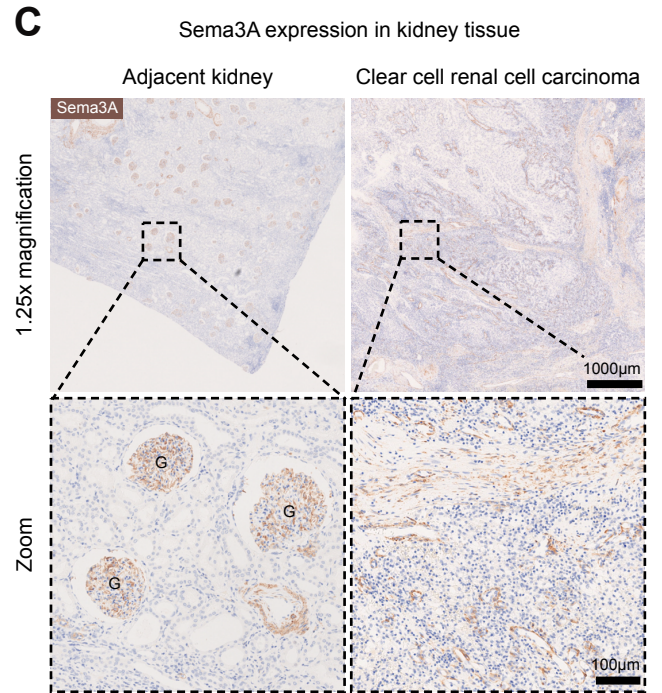 C
Sema3A expression in kidney tissue
Adjacent kidney
Clear cell renal cell carcinoma
Sema3A
1.25x magnification
1000µm
Zoom
G
G
G
100µm